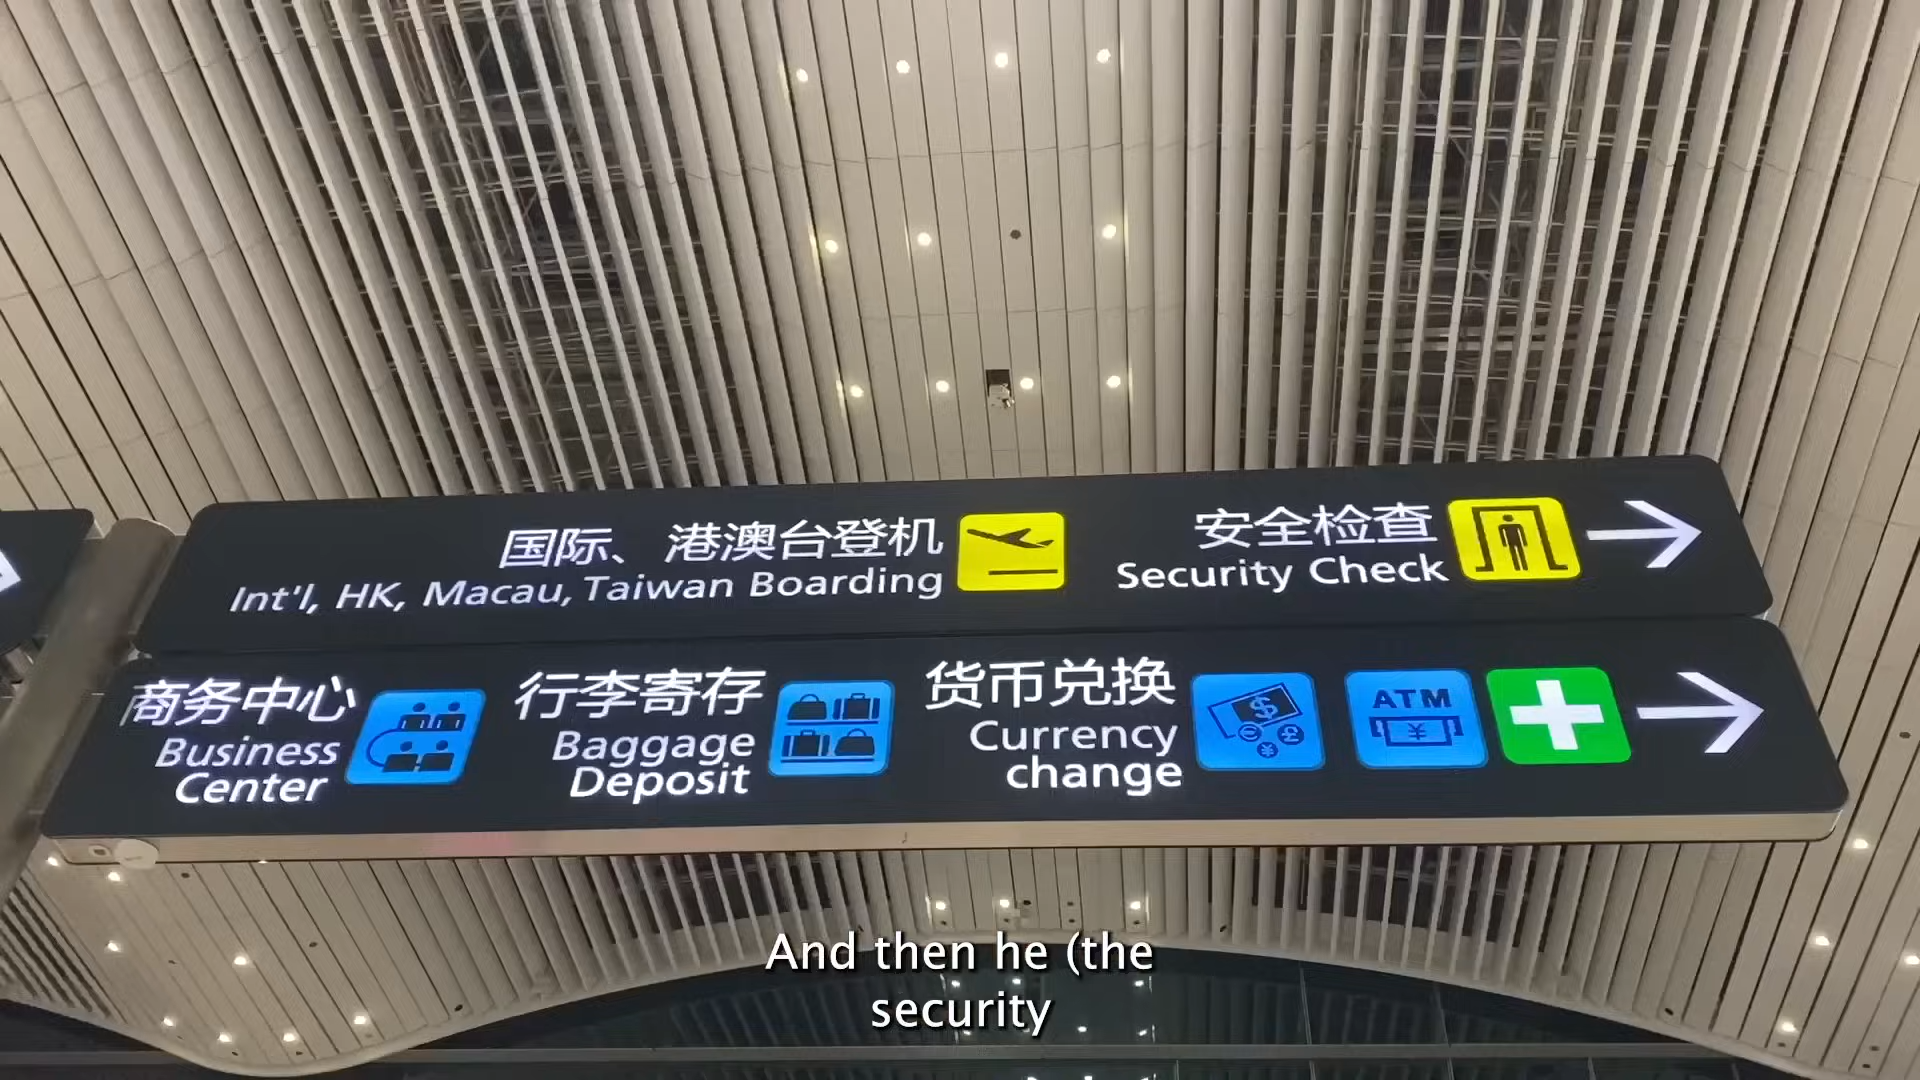 国际、港澳台登机
Int'l, HK, Macau, Taiwan Boarding
安全检查
Security Check
商务中心
Business
Center
行李寄存
Baggage
Deposit
货币兑换
Currency
change
ATM
And then he (the
security